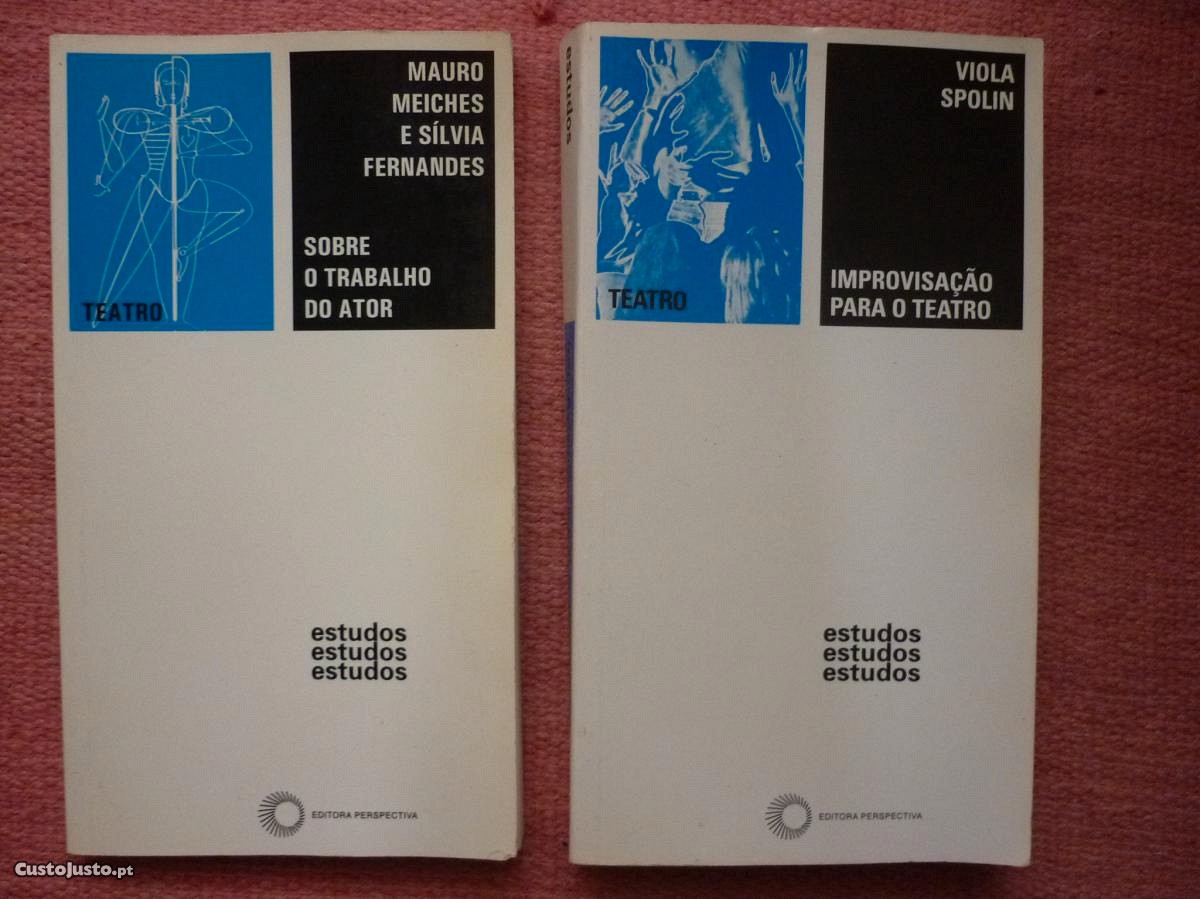 MAURO
MEICHES
E SÍLVIA
FERNANDES
SOBRE
O TRABALHO
DO ATOR
TEATRO
estudos
estudos
estudos
EDITORA PERSPECTIVA
estudos
VIOLA
SPOLIN
IMPROVISAÇÃO
PARA O TEATRO
TEATRO
estudos
estudos
estudos
EDITORA PERSPECTIVA
CustoJusto.pt